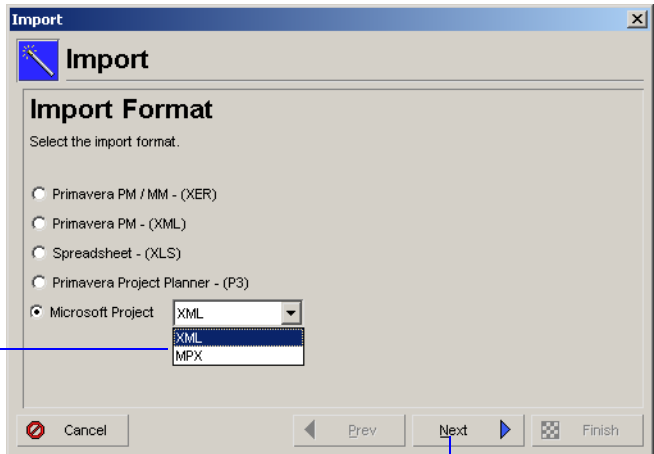 Import
Import
Import Format
Select the import format.
Primavera PM / MM - (XER)
Primavera PM - (XML)
Spreadsheet - (XLS)
Primavera Project Planner - (P3)
Microsoft Project XML
XML
MPX
Cancel Prev Next Finish